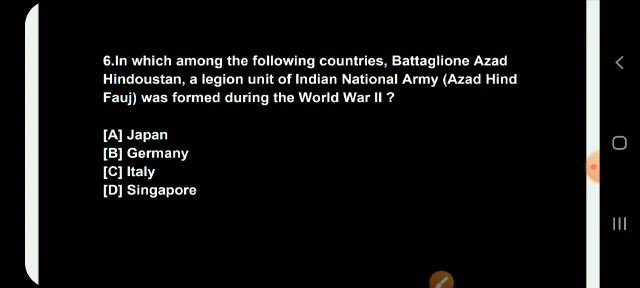 6.In which among the following countries, Battaglione Azad
Hindoustan, a legion unit of Indian National Army (Azad Hind
Fauj) was formed during the World War II ?
[A] Japan
[B] Germany
[C] Italy
[D] Singapore